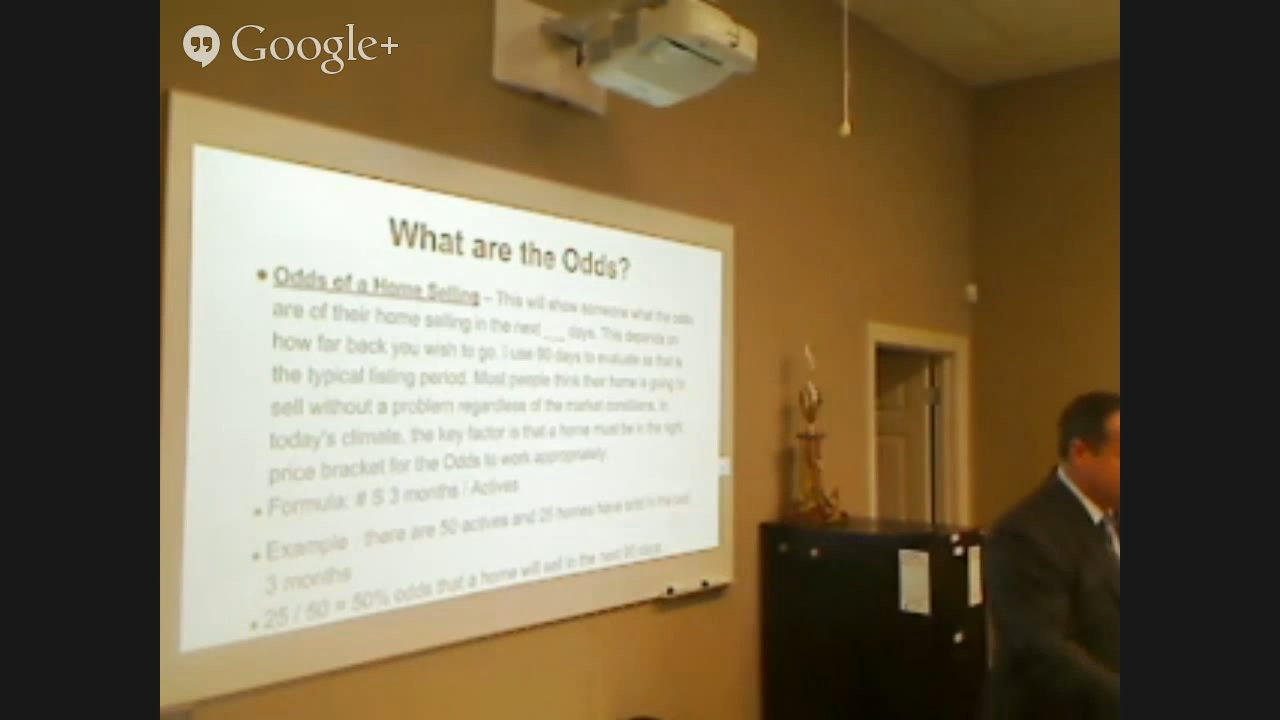 Google+
What are the Odds?
• Odds of a Home Selling – This will show someone what the odds
are of their home selling in the next ___ days. This depends on
how far back you wish to go. I use 90 days to evaluate as that is
the typical listing period. Most people think their home is going to
sell without a problem regardless of the market conditions. In
today's climate, the key factor is that a home must be in the right
price bracket for the Odds to work appropriately.
• Formula: # S 3 months / Actives
• Example : there are 50 actives and 25 homes have sold in the last
3 months
• 25 / 50 = 50% odds that a home will sell in the next 90 days